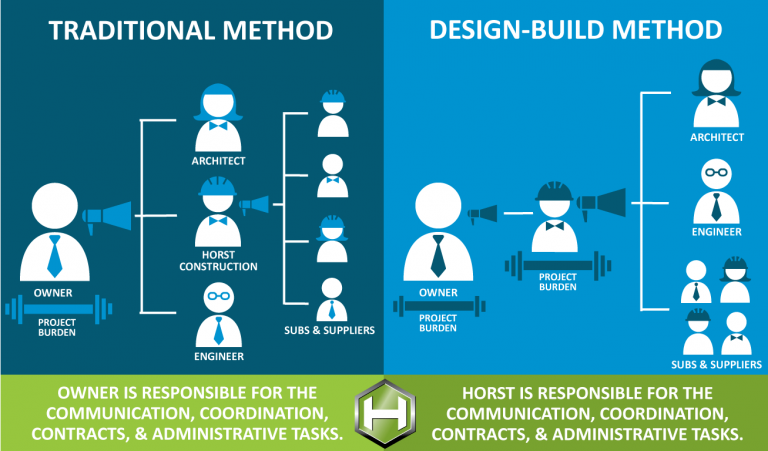 TRADITIONAL METHOD
ARCHITECT
HORST
CONSTRUCTION
OWNER
PROJECT
BURDEN
ENGINEER
SUBS & SUPPLIERS
OWNER IS RESPONSIBLE FOR THE
COMMUNICATION, COORDINATION,
CONTRACTS, & ADMINISTRATIVE TASKS.
H
DESIGN-BUILD METHOD
ARCHITECT
ENGINEER
PROJECT
BURDEN
OWNER
PROJECT
BURDEN
SUBS & SUPPLIERS
HORST IS RESPONSIBLE FOR THE
COMMUNICATION, COORDINATION,
CONTRACTS, & ADMINISTRATIVE TASKS.